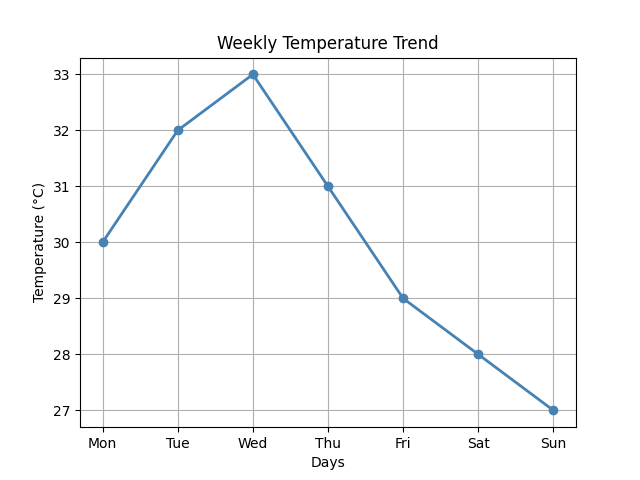 Weekly Temperature Trend
33
32
31
30
29
28
27
Temperature (°C)
Mon Tue Wed Thu Fri Sat Sun
Days